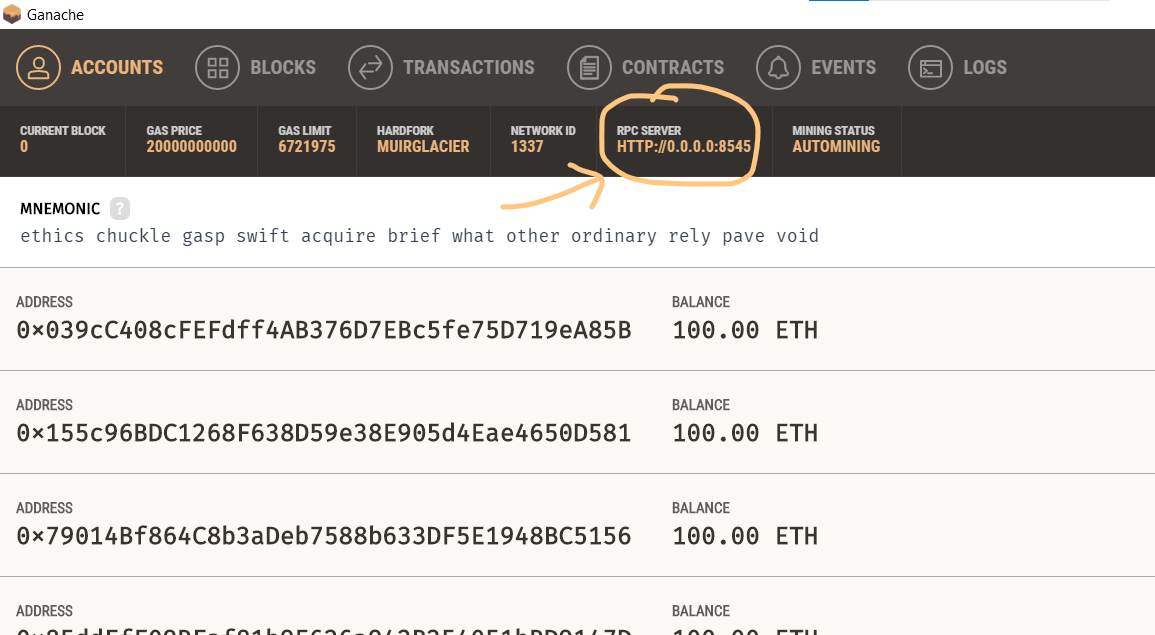 Ganache
ACCOUNTS BLOCKS TRANSACTIONS CONTRACTS EVENTS LOGS
CURRENT BLOCK GAS PRICE GAS LIMIT HARDFORK NETWORK ID RPC SERVER MINING STATUS
0 20000000000 6721975 MUIRGLACIER 1337 HTTP://0.0.0.0:8545 AUTOMINING
MNEMONIC ?
ethics chuckle gasp swift acquire brief what other ordinary rely pave void
ADDRESS BALANCE
0×039cC408cFEFdff4AB376D7EBc5fe75D719eA85B 100.00 ETH
ADDRESS BALANCE
0×155c96BDC1268F638D59e38E905d4Eae4650D581 100.00 ETH
ADDRESS BALANCE
0×79014Bf864C8b3aDeb7588b633DF5E1948BC5156 100.00 ETH
ADDRESS BALANCE
100.00 ETH